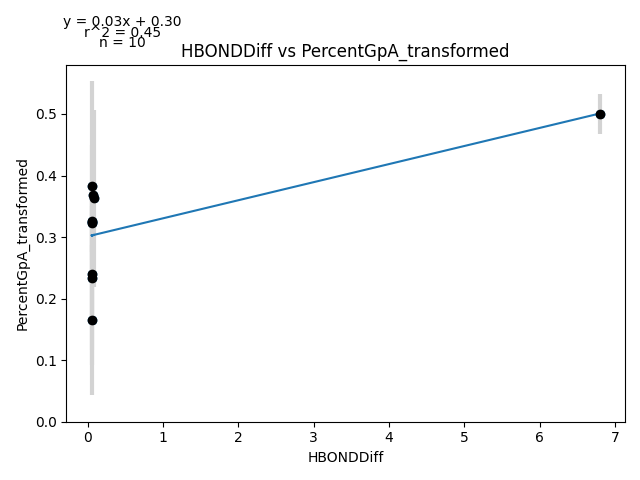 y = 0.03x + 0.30
r^2 = 0.45
n = 10
HBONDDiff vs PercentGpA_transformed
PercentGpA_transformed
0.5
0.4
0.3
0.2
0.1
0.0
0 1 2 3 4 5 6 7
HBONDDiff